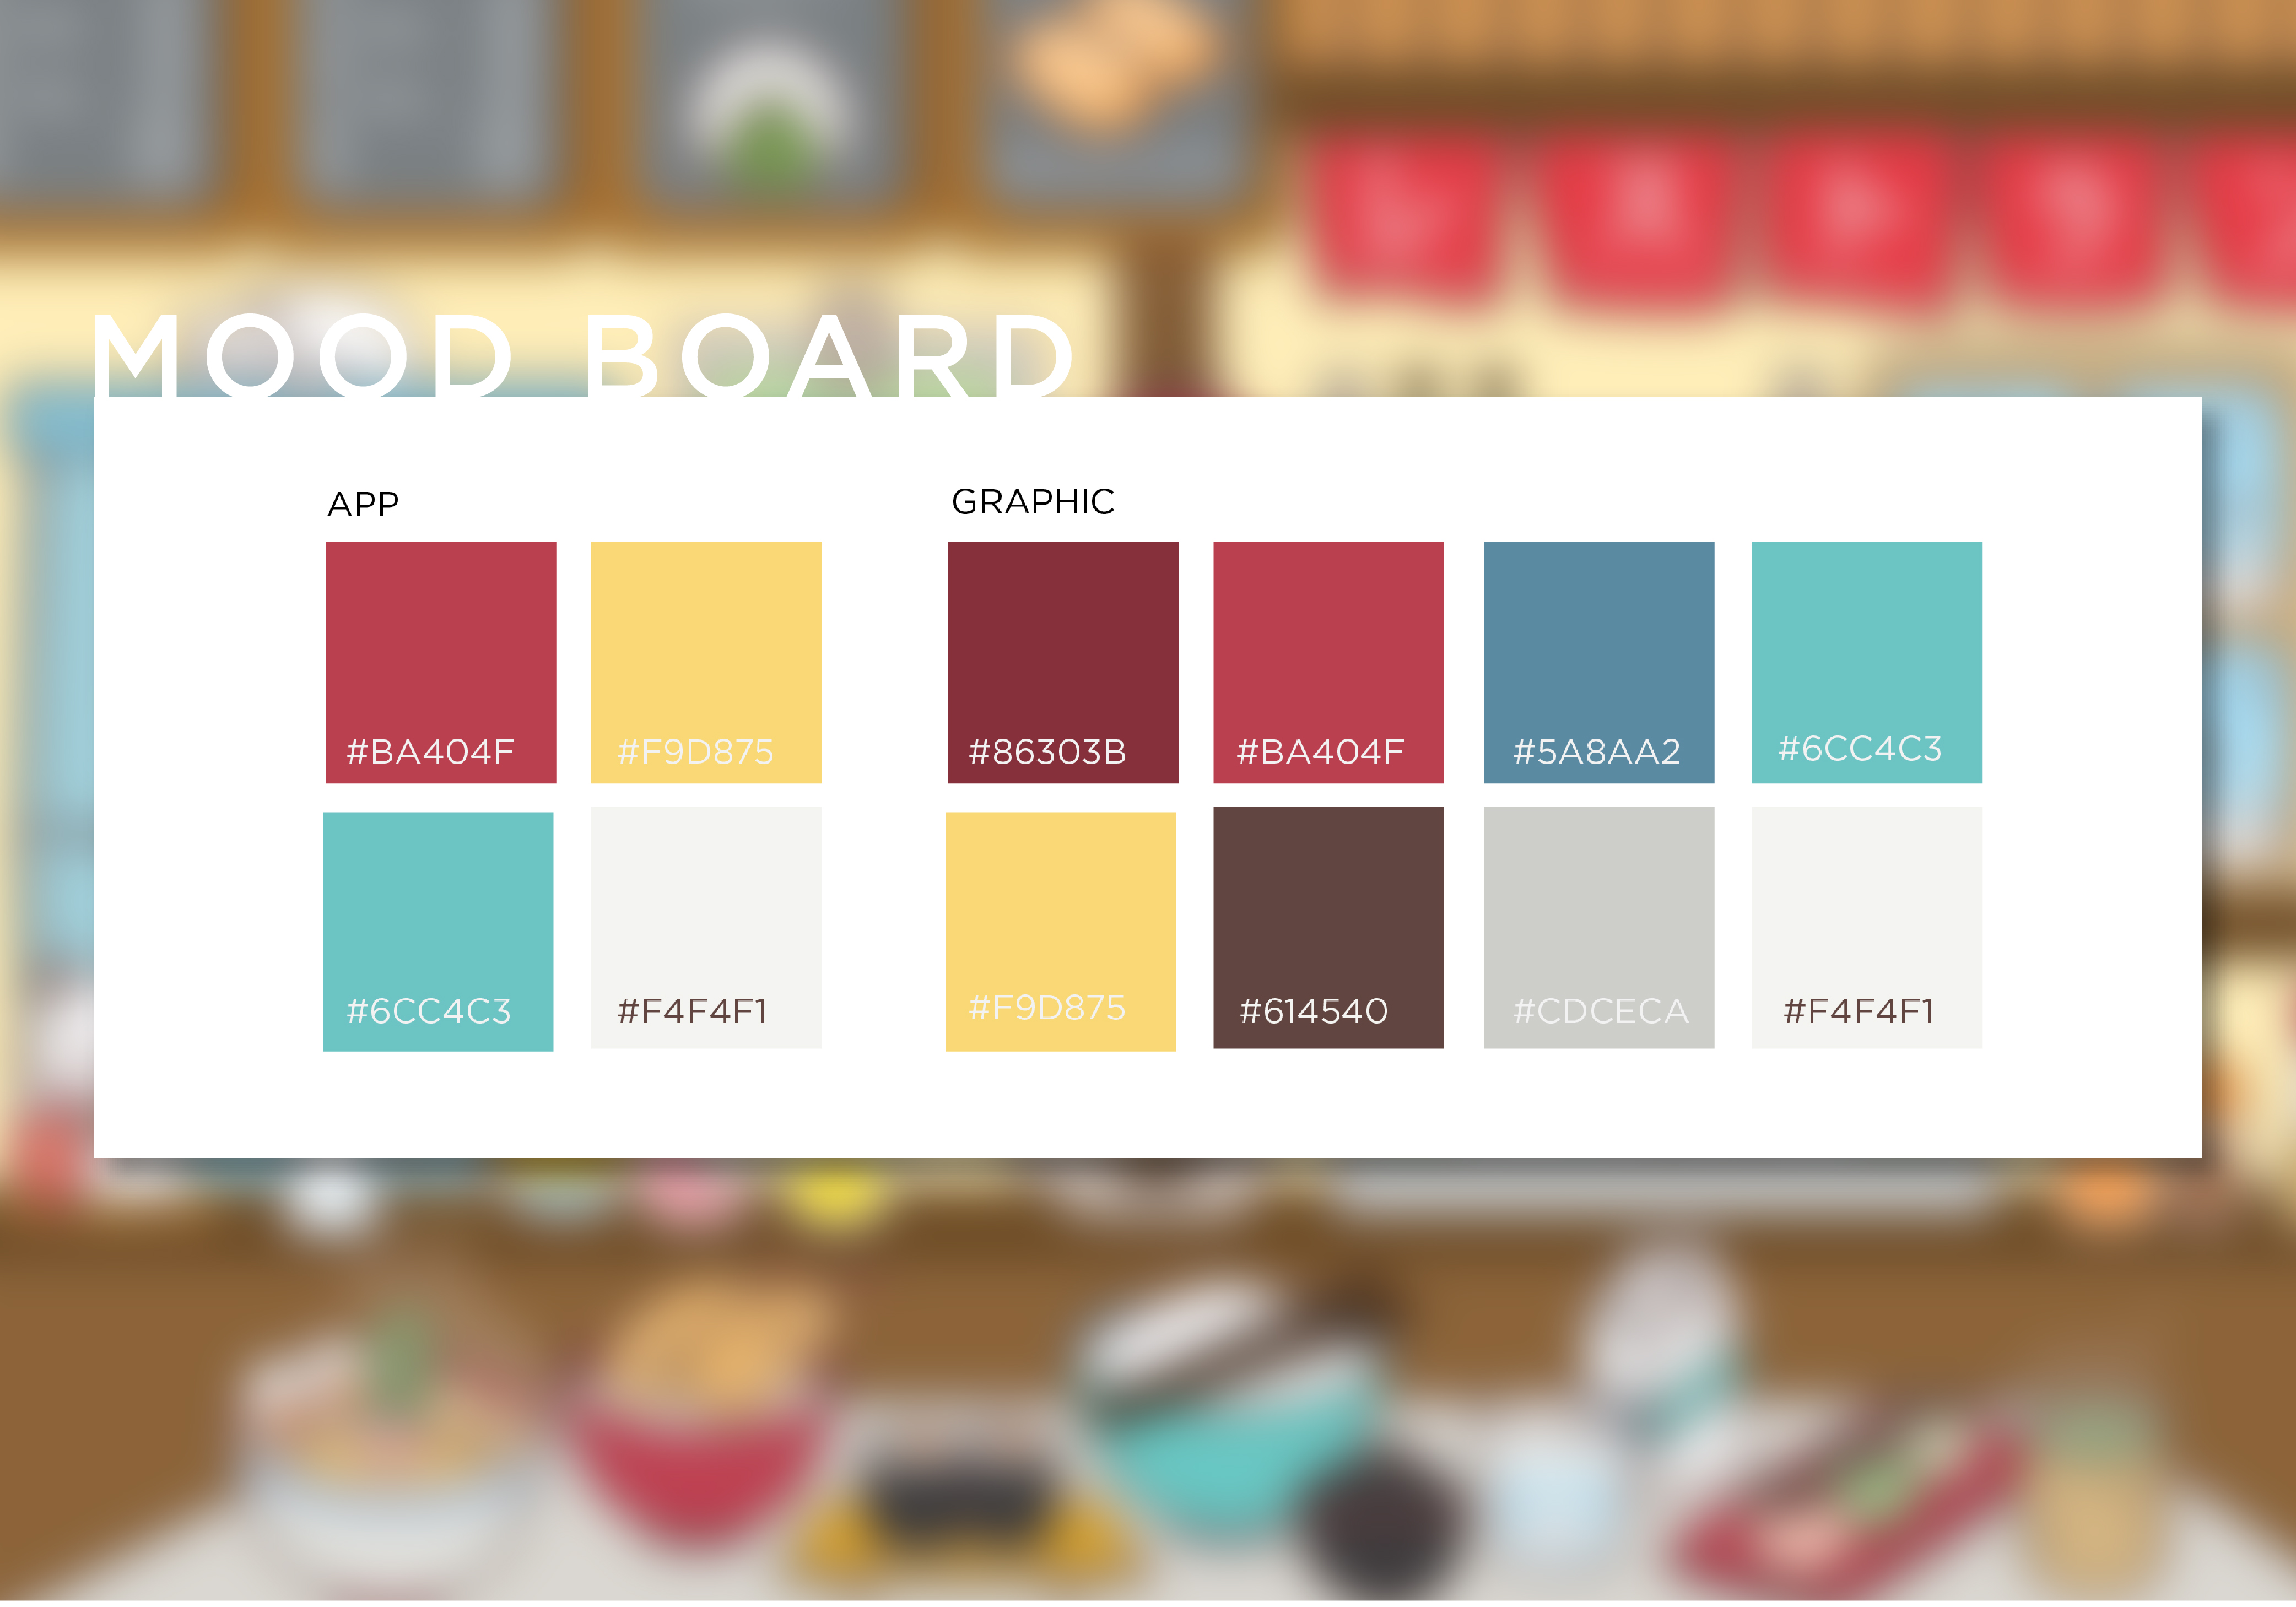 MOOD BOARD
APP
#BA404F #F9D875
#6CC4C3 #F4F4F1
GRAPHIC
#86303B #BA404F #5A8AA2 #6CC4C3
#F9D875 #614540 #CDCECA #F4F4F1